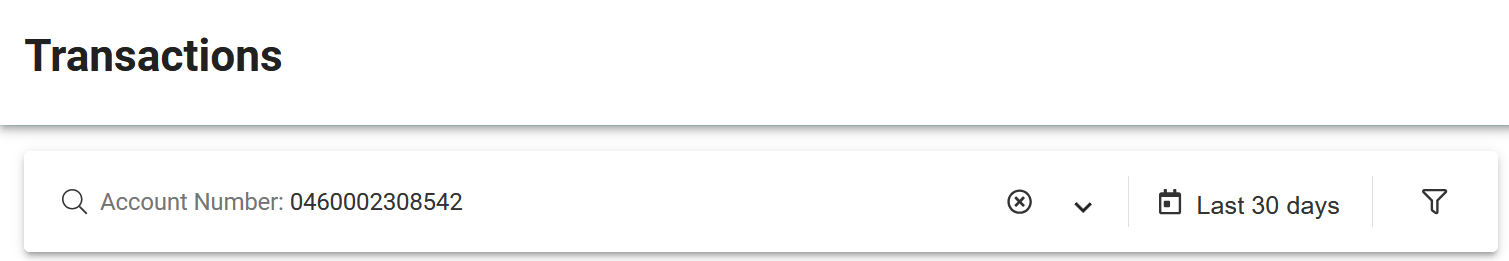 Transactions
Account Number: 0460002308542
Last 30 days